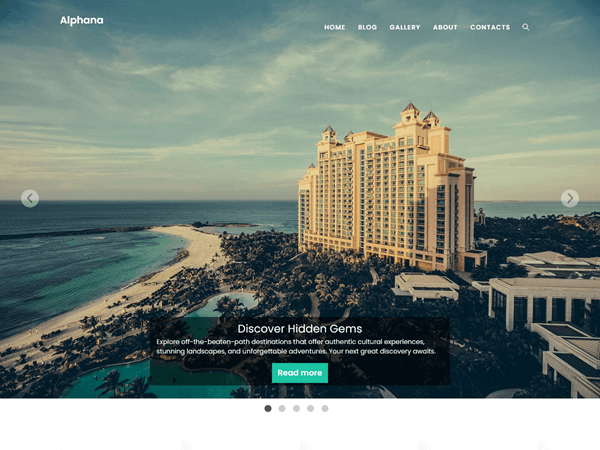 Alphana
HOME BLOG GALLERY ABOUT CONTACTS
Discover Hidden Gems
Explore off-the-beaten-path destinations that offer authentic cultural experiences,
stunning landscapes, and unforgettable adventures. Your next great discovery awaits.
Read more